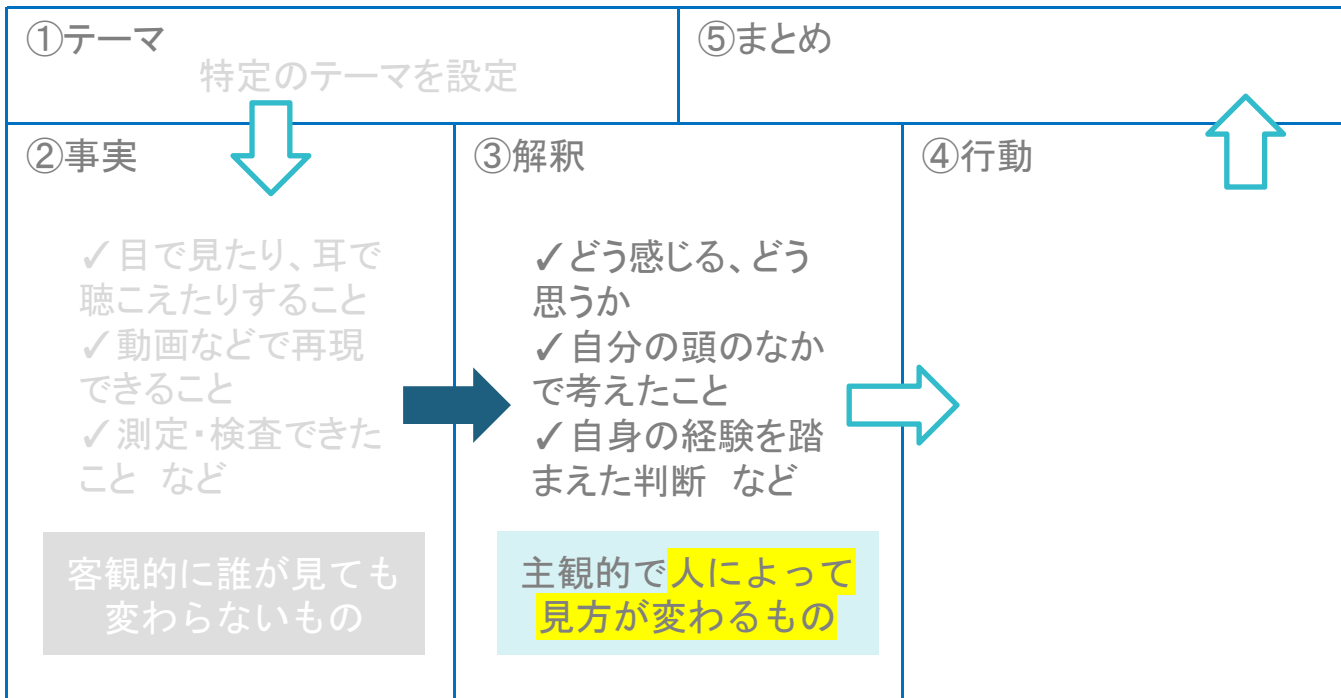 ①テーマ
特定のテーマを設定
⑤まとめ
②事実
✓目で見たり、耳で
聴こえたりすること
✓動画などで再現
できること
✓測定・検査できた
こと など
客観的に誰が見ても
変わらないもの
③解釈
✓どう感じる、どう
思うか
✓自分の頭のなか
で考えたこと
✓自身の経験を踏
まえた判断 など
主観的で人によって
見方が変わるもの
④行動